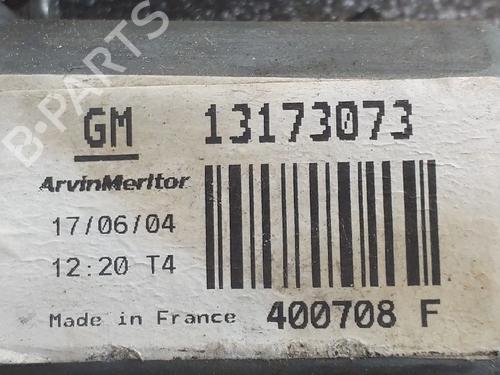 GM 13173073
ArvinMeritor
17/06/04
12:20 T4
Made in France 400708 F
B-PARTS